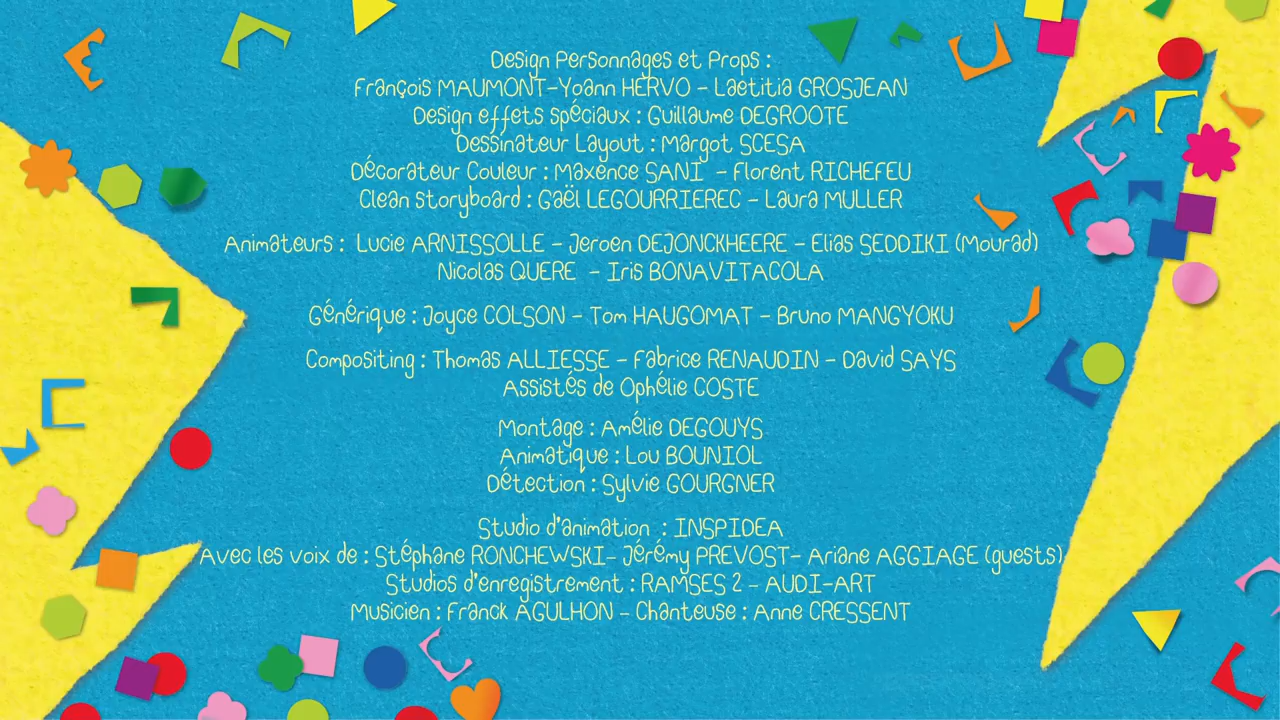 Design Personnages et Props :
François MAUMONT-Yoann HERVO - Laetitia GROSJEAN
Design effets spéciaux : Guillaume DEGROOTE
Dessinateur Layout : Margot SCESA
Décorateur Couleur : Maxence SANI - Florent RICHEFEU
Clean Storyboard : Gaël LEGOURRIEREC - Laura MULLER
Animateurs : Lucie ARNISSOLLE - Jeroen DEJONCKHEERE - Elias SEDDIKI (Mourad)
Nicolas QUERE - Iris BONAVITACOLA
Générique : Joyce COLSON - Tom HAUGOMAT - Bruno MANGYOKU
Compositing : Thomas ALLIESSE - Fabrice RENAUDIN - David SAYS
Assistés de Ophélie COSTE
Montage : Amélie DEGOUYS
Animatique : Lou BOUNIOL
Détection : Sylvie GOURGNER
Studio d'animation : INSPIDEA
Avec les voix de : Stéphane RONCHEWSKI- Jérémy PREVOST- Ariane AGGIAGE (guests)
Studios d'enregistrement : RAMSES 2 - AUDI-ART
Musicien : Franck AGULHON - Chanteuse : Anne CRESSENT